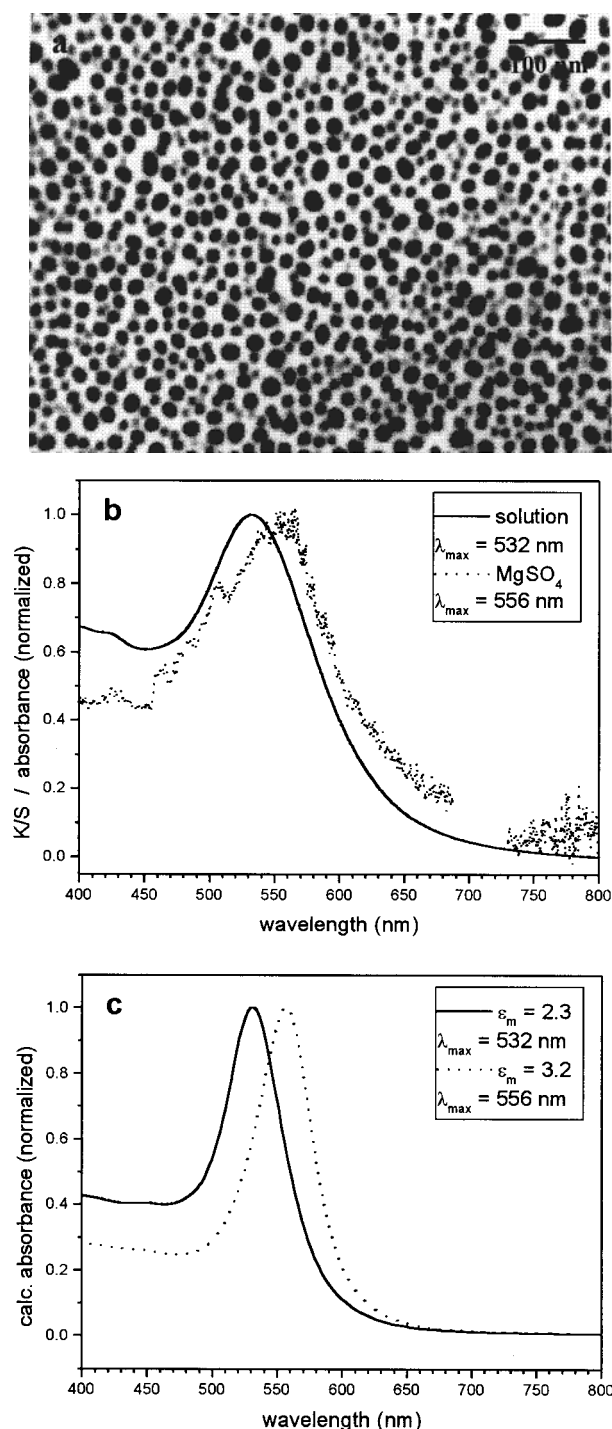 a
100 nm
b
solution
λmax = 532 nm
MgSO4
λmax = 556 nm
K/S / absorbance (normalized)
1.0
0.8
0.6
0.4
0.2
0.0
400 450 500 550 600 650 700 750 800
wavelength (nm)
c
εm = 2.3
λmax = 532 nm
εm = 3.2
λmax = 556 nm
calc. absorbance (normalized)
1.0
0.8
0.6
0.4
0.2
0.0
400 450 500 550 600 650 700 750 800
wavelength (nm)